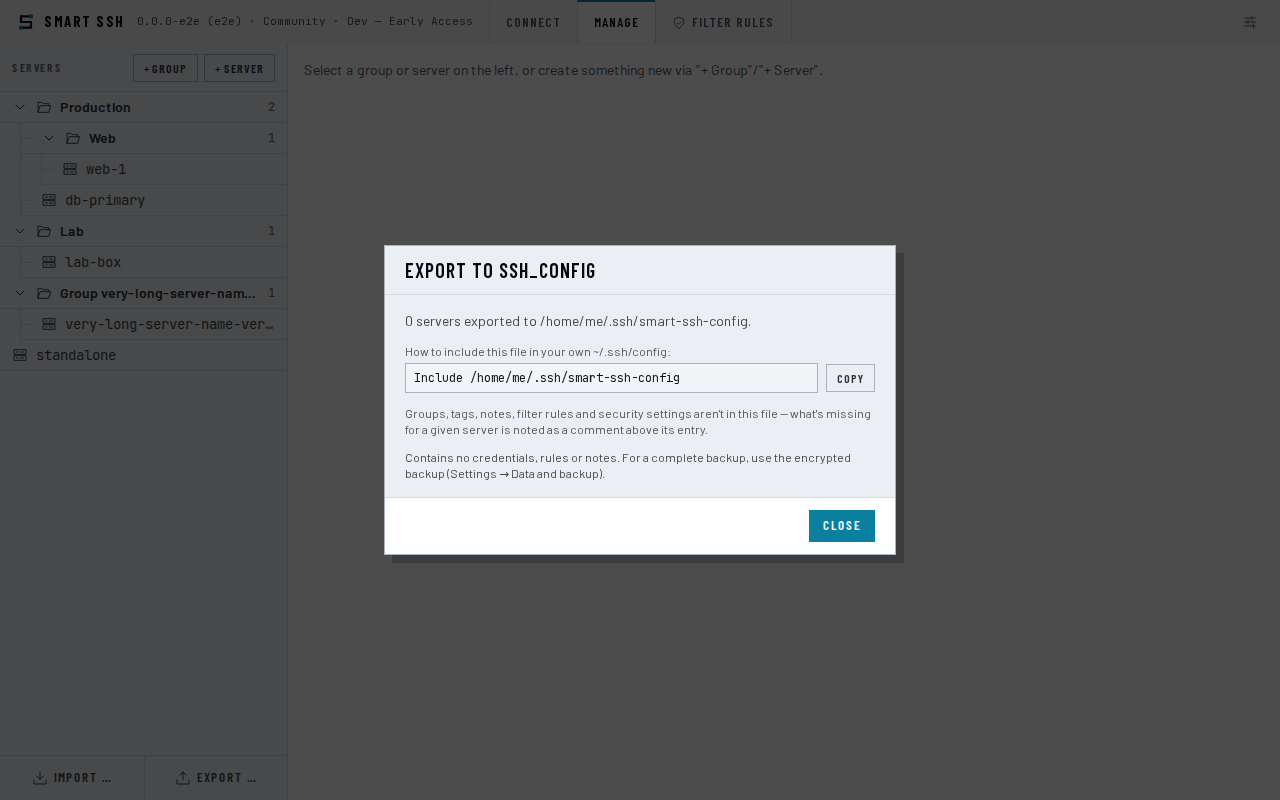 SMART SSH 0.0.0-e2e (e2e) · Community · Dev — Early Access CONNECT MANAGE FILTER RULES
SERVERS + GROUP + SERVER
Select a group or server on the left, or create something new via "+ Group"/"+ Server".
Production 2
Web 1
web-1
db-primary
Lab 1
lab-box
Group very-long-server-nam... 1
very-long-server-name-ver...
standalone
EXPORT TO SSH_CONFIG
0 servers exported to /home/me/.ssh/smart-ssh-config.
How to include this file in your own ~/.ssh/config:
Include /home/me/.ssh/smart-ssh-config COPY
Groups, tags, notes, filter rules and security settings aren't in this file — what's missing
for a given server is noted as a comment above its entry.
Contains no credentials, rules or notes. For a complete backup, use the encrypted
backup (Settings → Data and backup).
CLOSE
IMPORT ... EXPORT ...